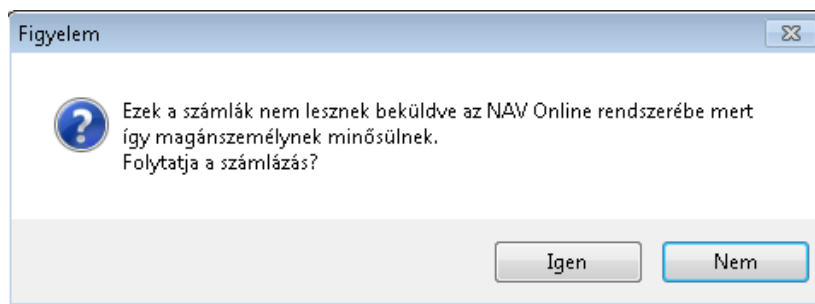 Figyelem
Ezek a számlák nem lesznek beküldve az NAV Online rendszerébe mert
így magánszemélynek minősülnek.
Folytatja a számlázás?
Igen
Nem